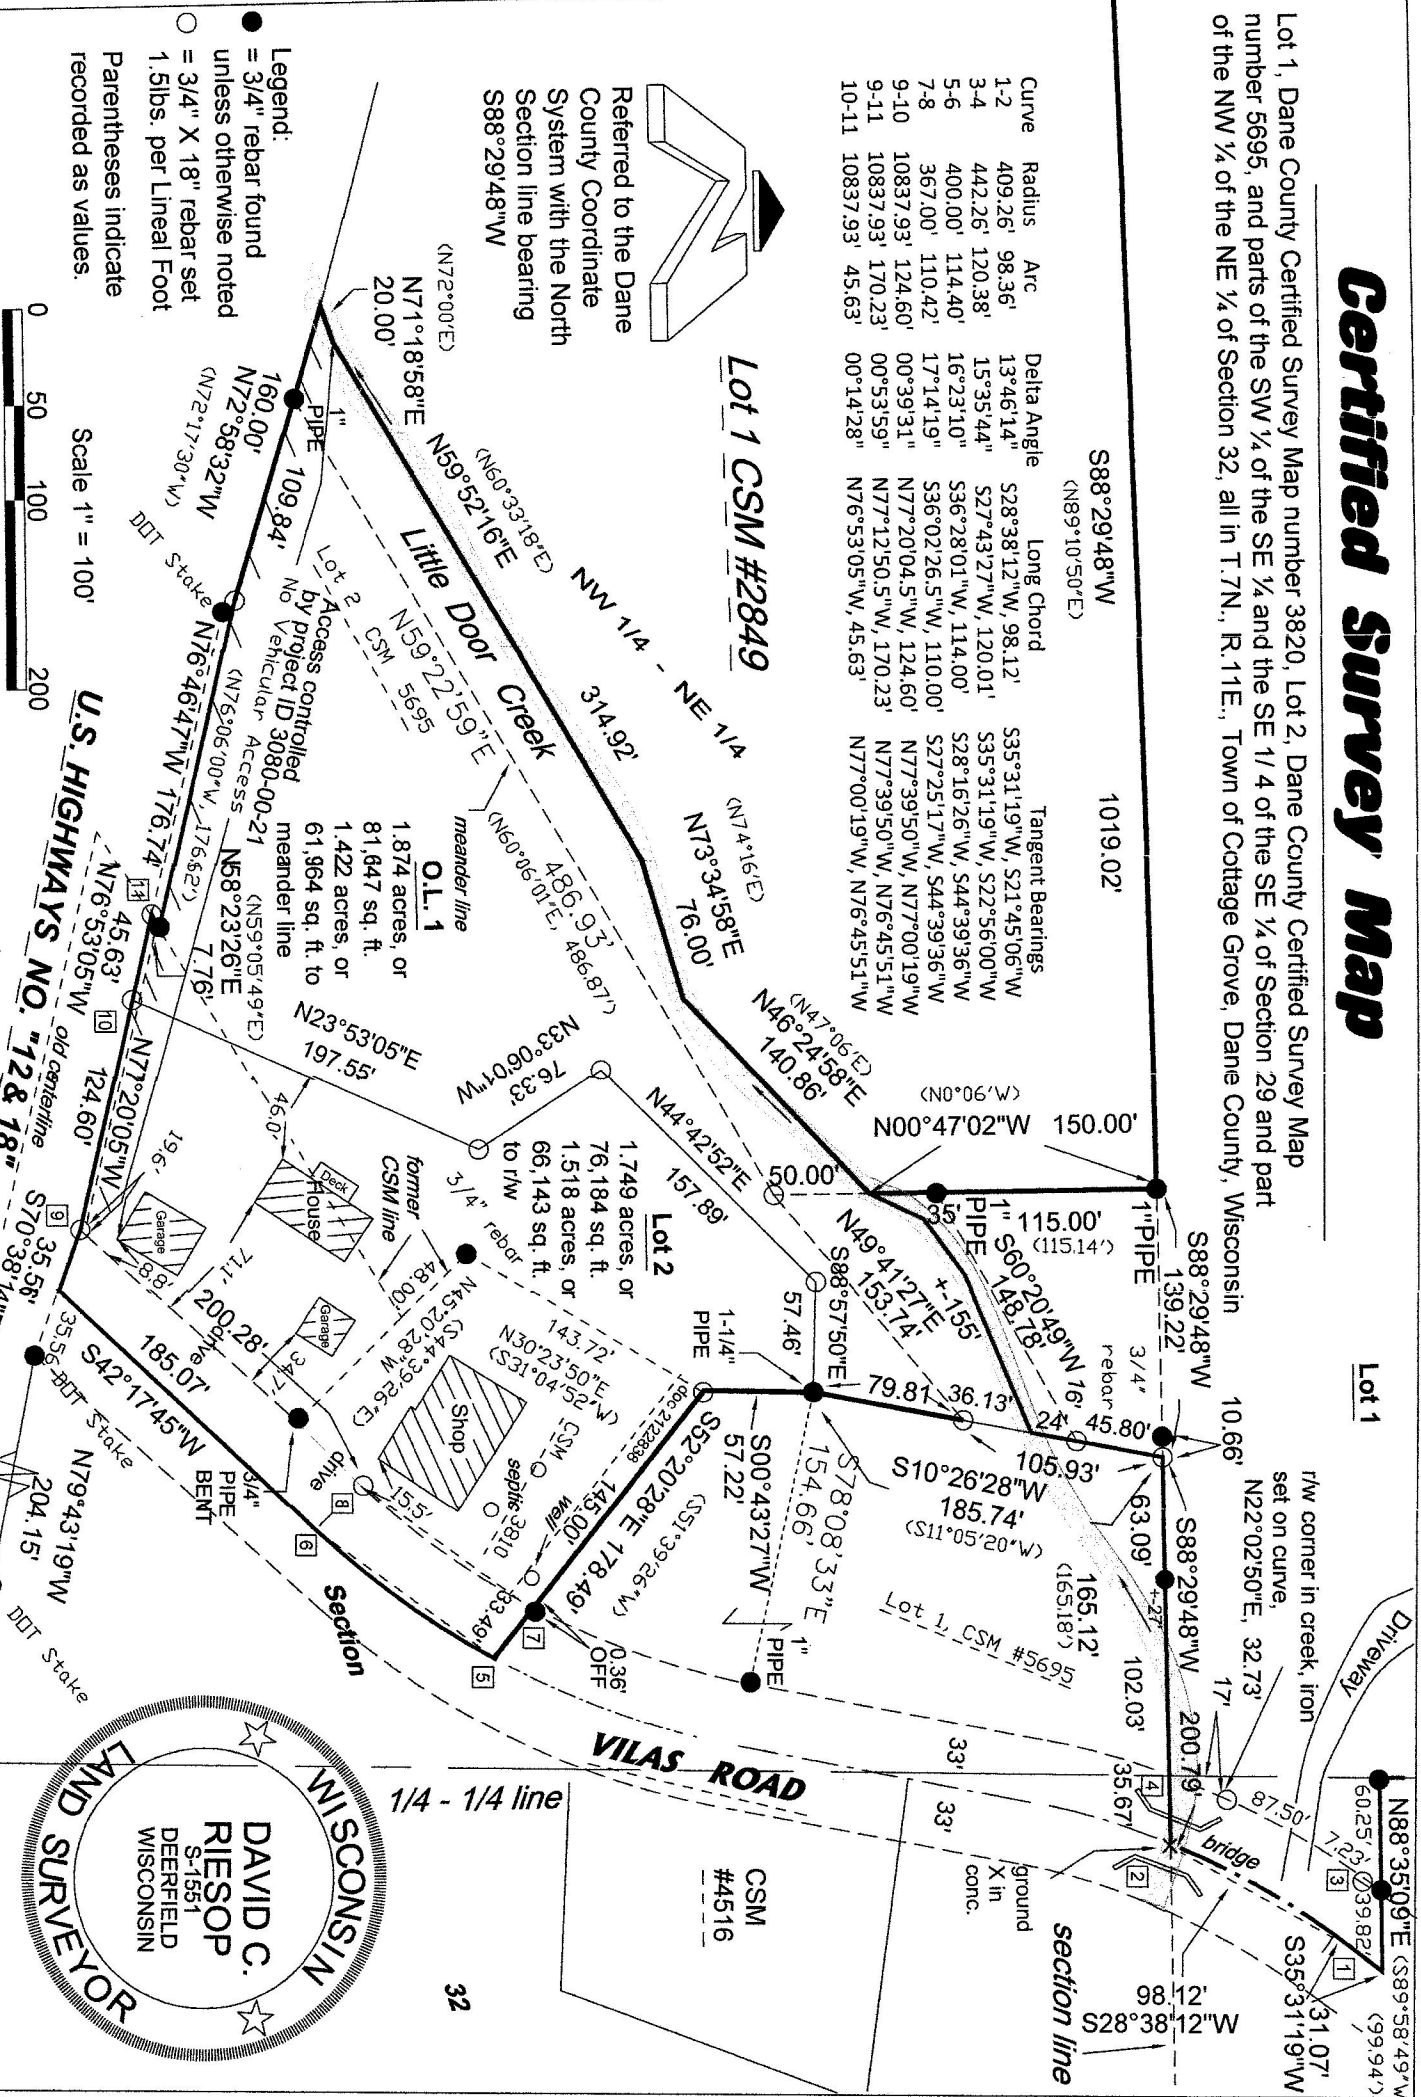 Certified Survey Map
Lot 1, Dane County Certified Survey Map number 3820, Lot 2, Dane County Certified Survey Map
number 5695, and parts of the SW ¼ of the SE ¼ and the SE 1/4 of the SE ¼ of Section 29 and part
of the NW ¼ of the NE ¼ of Section 32, all in T.7N., R.11E., Town of Cottage Grove, Dane County, Wisconsin
Lot 1
S88°29'48"W
(N89°10'50"E)
1019.02'
Curve Radius Arc Delta Angle Long Chord Tangent Bearings
1-2 409.26' 98.36' 13°46'14" S28°38'12"W, 98.12' S35°31'19"W, S21°45'06"W
3-4 442.26' 120.38' 15°35'44" S27°43'27"W, 120.01' S35°31'19"W, S22°56'00"W
5-6 400.00' 114.40' 16°23'10" S36°28'01"W, 114.00' S28°16'26"W, S44°39'36"W
7-8 367.00' 110.42' 17°14'19" S36°02'26.5"W, 110.00' S27°25'17"W, S44°39'36"W
9-10 10837.93' 124.60' 00°39'31" N77°20'04.5"W, 124.60' N77°39'50"W, N77°00'19"W
9-11 10837.93' 170.23' 00°53'59" N77°12'50.5"W, 170.23' N77°39'50"W, N76°45'51"W
10-11 10837.93' 45.63' 00°14'28" N76°53'05"W, 45.63' N77°00'19"W, N76°45'51"W
Referred to the Dane
County Coordinate
System with the North
Section line bearing
S88°29'48"W
Lot 1 CSM #2849
NW 1/4 - NE 1/4
Legend:
= 3/4" rebar found
unless otherwise noted
= 3/4" X 18" rebar set
1.5lbs. per Lineal Foot
Parentheses indicate
recorded as values.
Scale 1" = 100'
0 50 100 200
(N72°00'E)
N71°18'58"E
20.00'
(N60°33'18"E)
N59°52'16"E
314.92'
Little Door Creek
N59°22'59"E 486.93'
(N60°06'01"E, 486.87')
meander line
(N74°16'E)
N73°34'58"E
76.00'
(N47°06'E)
N46°24'58"E
140.86'
(N0°06'W)
N00°47'02"W 150.00'
50.00'
1" PIPE
115.00'
(115.14')
35'
1"PIPE
S88°29'48"W
139.22'
10.66'
3/4"
rebar
S60°20'49"W
148.78'
16'
24'
45.80'
+-155'
N49°41'27"E
153.74'
36.13'
79.81
105.93'
S10°26'28"W
185.74'
(S11°05'20"W)
63.09'
S88°29'48"W 200.79'
+-27'
165.12'
(165.18')
102.03'
35.67'
r/w corner in creek, iron
set on curve,
N22°02'50"E, 32.73'
17'
Driveway
N88°35'09"E (S89°58'49"W
60.25'
39.82'
(99.94')
87.50'
7.23'
3
1
31.07'
S35°31'19"W
4
2
bridge
ground
X in
conc.
98.12'
S28°38'12"W
section line
33'
33'
VILAS ROAD
CSM
#4516
32
1/4 - 1/4 line
Section
Lot 1, CSM #5695
S78°08'33"E
154.66'
1"
PIPE
S88°57'50"E
57.46'
1-1/4"
PIPE
S00°43'27"W
57.22'
(S51°39'26"W)
S52°20'28"E 178.49'
145.00'
33.49'
doc 2122838
0.36'
OFF
7
5
6
8
well
septic
CSM 3810
Shop
15.5'
N30°23'50"E
(S31°04'52"W)
143.72'
N45°20'28"W
(S44°39'26"E)
48.00'
3/4" rebar
former
CSM line
Lot 2
1.749 acres, or
76,184 sq. ft.
1.518 acres, or
66,143 sq. ft.
to r/w
N44°42'52"E
157.89'
N33°06'01"W
76.33'
N23°53'05"E
197.55'
O.L. 1
1.874 acres, or
81,647 sq. ft.
1.422 acres, or
61,964 sq. ft. to
meander line
Lot 2
CSM 5695
1"
PIPE
Access controlled
by project ID 3080-00-21
No Vehicular Access
160.00'
N72°58'32"W
(N72°17'30"W)
109.84'
DOT Stake
N76°46'47"W 176.74'
(N76°06'00"W, 176.62')
N58°23'26"E
(N59°05'49"E)
7.76'
11
45.63'
N76°53'05"W
10
N77°20'05"W
124.60'
old centerline
U.S. HIGHWAYS NO. "12 & 18"
9
46.0'
House
Deck
19.6'
Garage
8.8'
71.1'
Garage
34.7'
drive
drive
200.28'
185.07'
S42°17'45"W
S70°38'14"
35.56'
35.56
DOT Stake
3/4"
PIPE
BENT
N79°43'19"W
204.15'
DOT Stake
WISCONSIN
LAND SURVEYOR
DAVID C.
RIESOP
S-1551
DEERFIELD
WISCONSIN